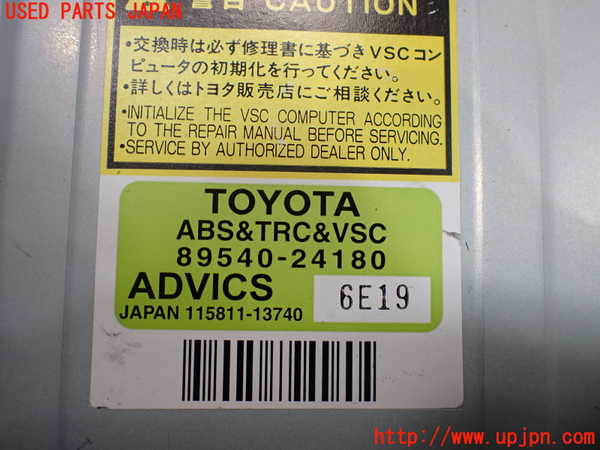 USED PARTS JAPAN
警告 CAUTION
・交換時は必ず修理書に基づきVSCコン
ピュータの初期化を行ってください。
・詳しくはトヨタ販売店にご相談ください。
・INITIALIZE THE VSC COMPUTER ACCORDING
TO THE REPAIR MANUAL BEFORE SERVICING.
・SERVICE BY AUTHORIZED DEALER ONLY.
TOYOTA
ABS&TRC&VSC
89540-24180
ADVICS
6E19
JAPAN 115811-13740
http://www.upjpn.com